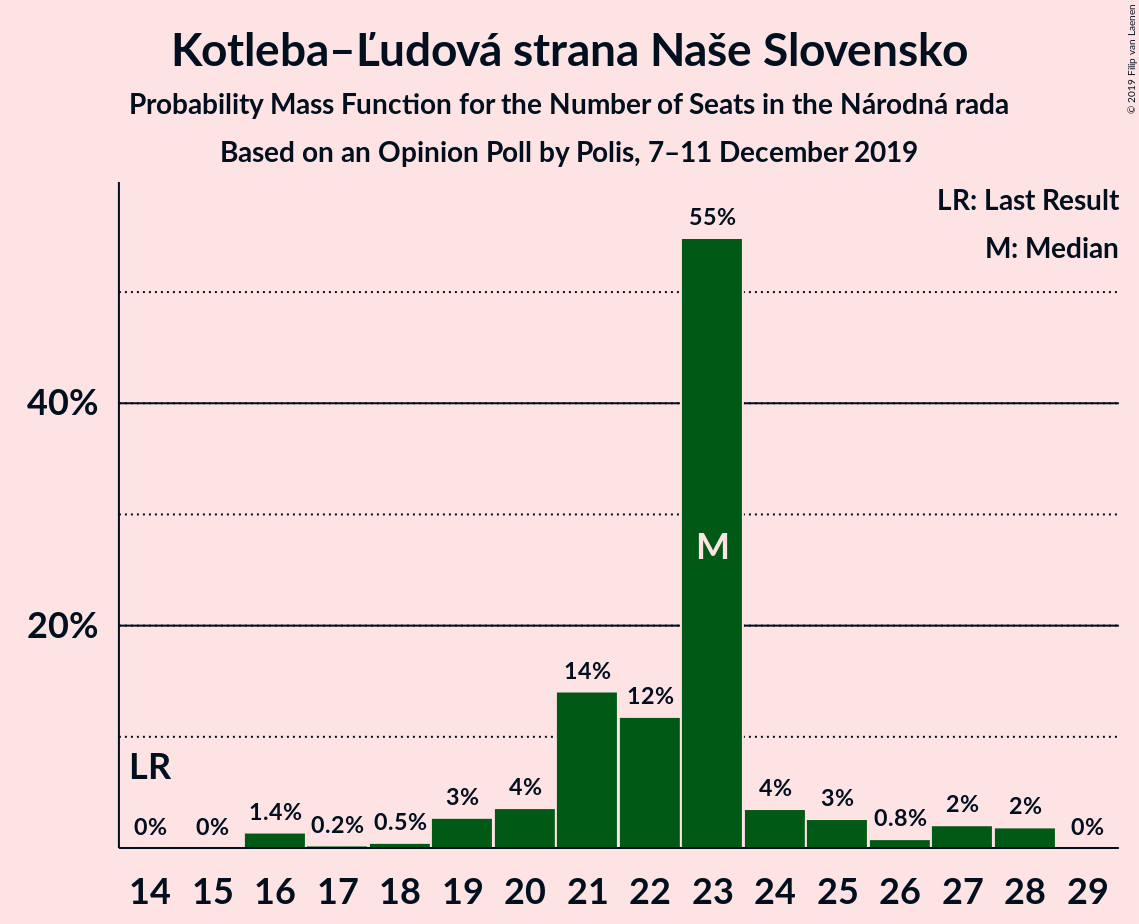 Kotleba–Ľudová strana Naše Slovensko
Probability Mass Function for the Number of Seats in the Národná rada
Based on an Opinion Poll by Polis, 7–11 December 2019
© 2019 Filip van Laenen
LR: Last Result
M: Median
55%
40%
M
20%
14%
12%
LR
0%
0%
1.4%
0.2%
0.5%
3%
4%
4%
3%
0.8%
2%
2%
0%
14 15 16 17 18 19 20 21 22 23 24 25 26 27 28 29